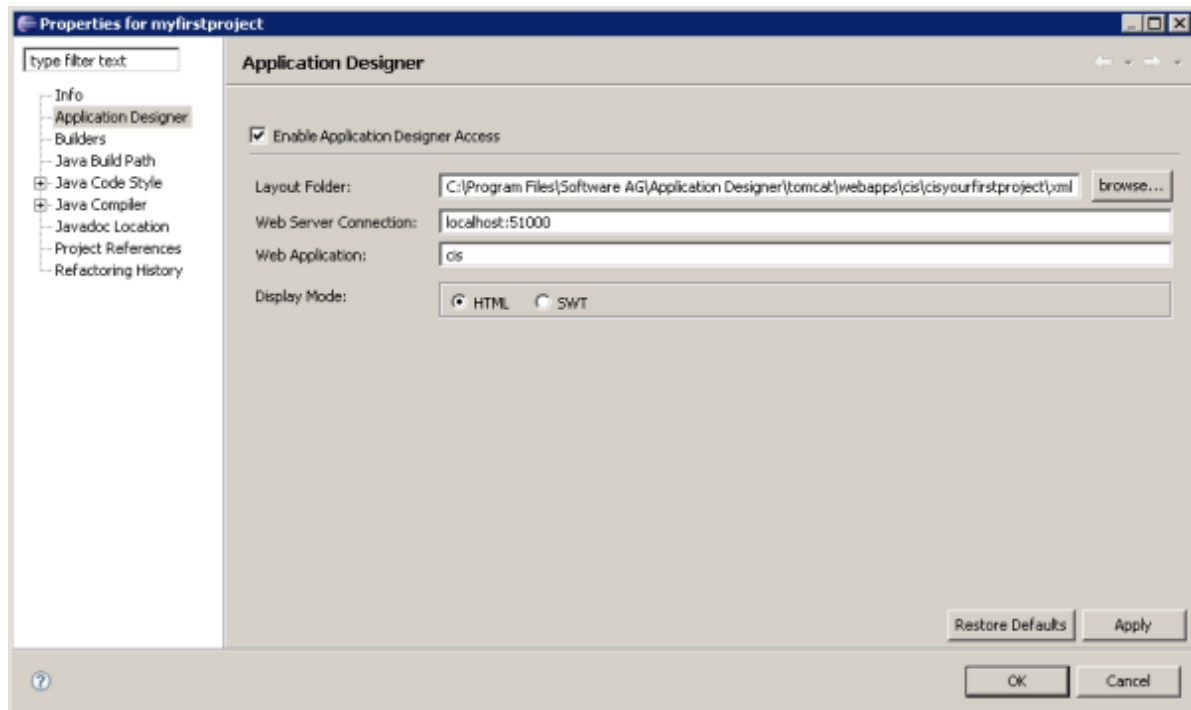 Properties for myfirstproject
type filter text
Application Designer
Info
Application Designer
Builders
Java Build Path
Java Code Style
Java Compiler
Javadoc Location
Project References
Refactoring History
Enable Application Designer Access
Layout Folder: C:\Program Files\Software AG\Application Designer\tomcat\webapps\cis\cisyourfirstproject\xml browse...
Web Server Connection: localhost:51000
Web Application: cis
Display Mode: HTML SWT
Restore Defaults Apply
OK Cancel